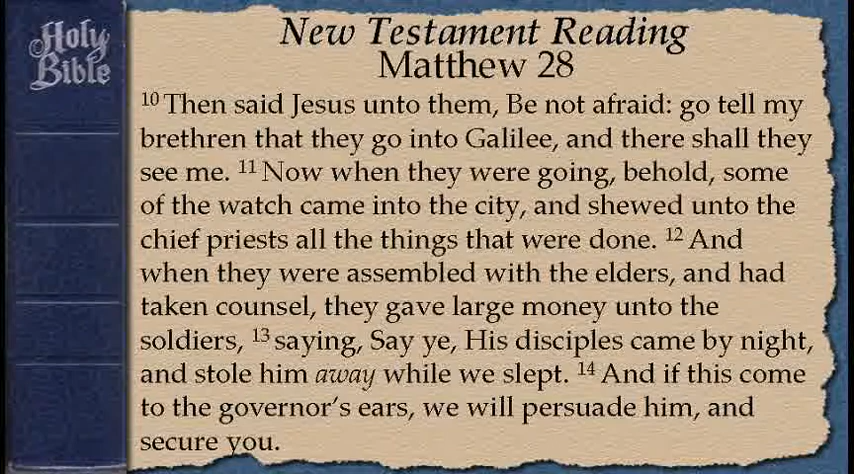 Holy
Bible
New Testament Reading
Matthew 28
10 Then said Jesus unto them, Be not afraid: go tell my
brethren that they go into Galilee, and there shall they
see me. 11 Now when they were going, behold, some
of the watch came into the city, and shewed unto the
chief priests all the things that were done. 12 And
when they were assembled with the elders, and had
taken counsel, they gave large money unto the
soldiers, 13 saying, Say ye, His disciples came by night,
and stole him away while we slept. 14 And if this come
to the governor's ears, we will persuade him, and
secure you.